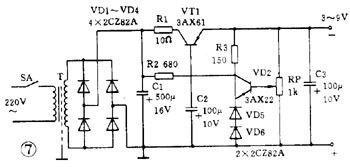 VD1~VD4
4×2CZ82A
R1
10Ω
VT1
3AX61
3~9V
R3
150
SA
T
R2 680
VD2
C1
500μ
16V
3AX22
RP
1k
C3
100μ
10V
220V
C2
100μ
10V
VD5
VD6
2×2CZ82A
⑦